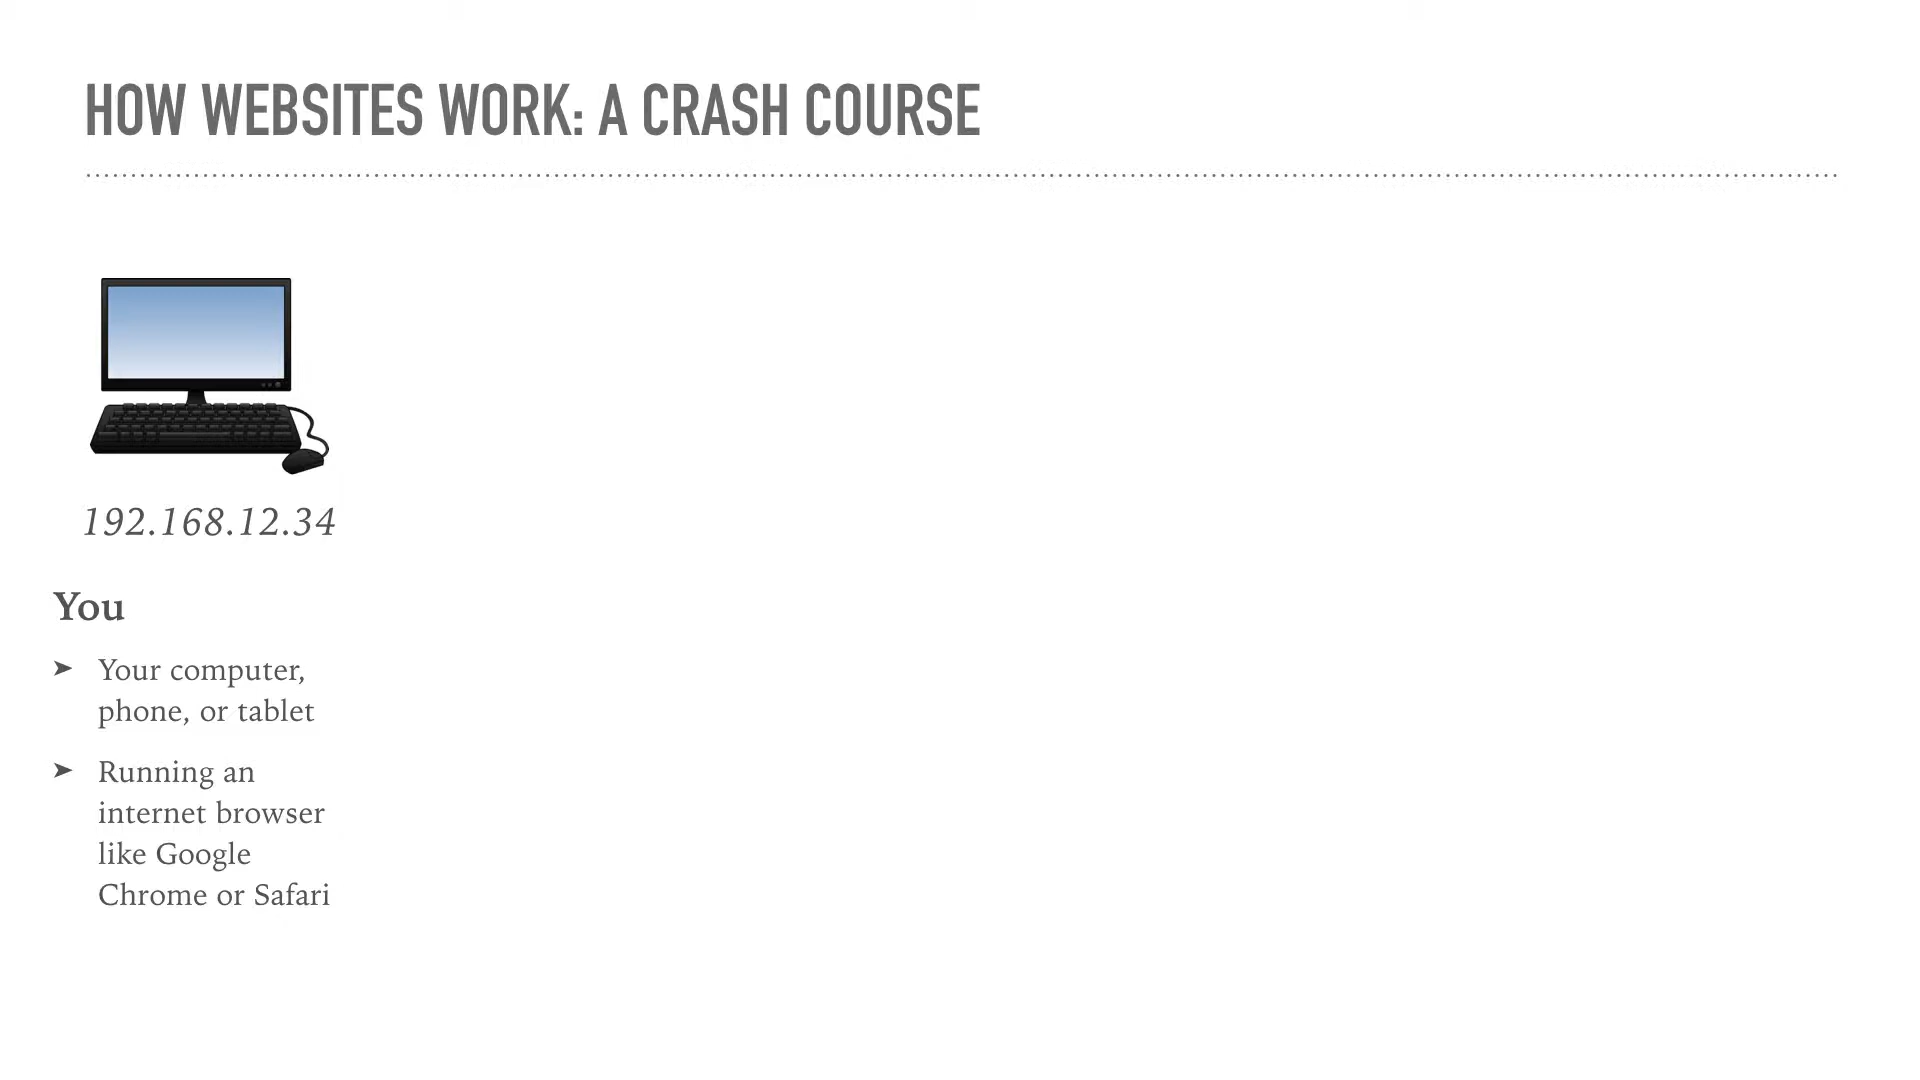 HOW WEBSITES WORK: A CRASH COURSE
192.168.12.34
You
➤ Your computer,
phone, or tablet
➤ Running an
internet browser
like Google
Chrome or Safari